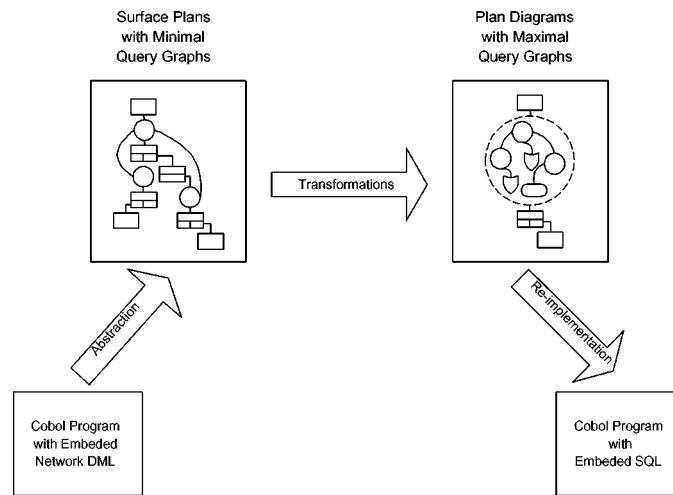 Surface Plans
with Minimal
Query Graphs
Plan Diagrams
with Maximal
Query Graphs
Transformations
Abstraction
Re-implementation
Cobol Program
with Embeded
Network DML
Cobol Program
with
Embeded SQL